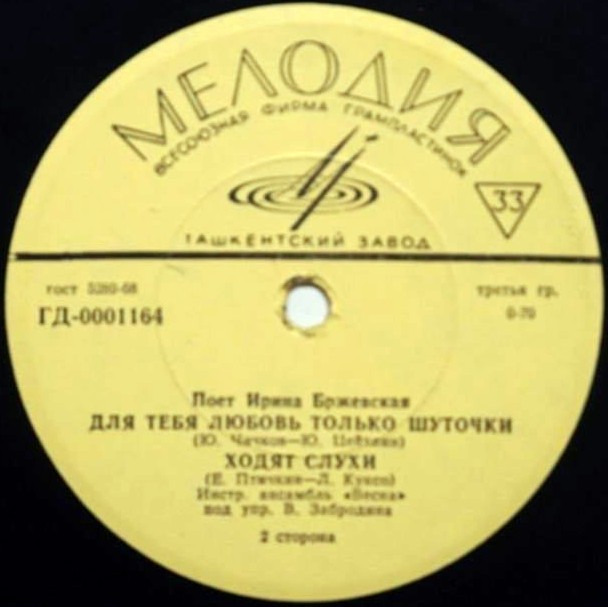 МЕЛОДИЯ
ВСЕСОЮЗНАЯ ФИРМА ГРАМПЛАСТИНОК
33
ТАШКЕНТСКИЙ ЗАВОД
гост 5289-68
третья гр.
ГД-0001164
0-70
Поет Ирина Бржевская
ДЛЯ ТЕБЯ ЛЮБОВЬ ТОЛЬКО ШУТОЧКИ
(Ю. Чичков—Ю.
ХОДЯТ СЛУХИ
(Е. Птичкин—Л. Куксо)
Инстр. ансамбль «Весна»
под упр. В. Забродина
2 сторона